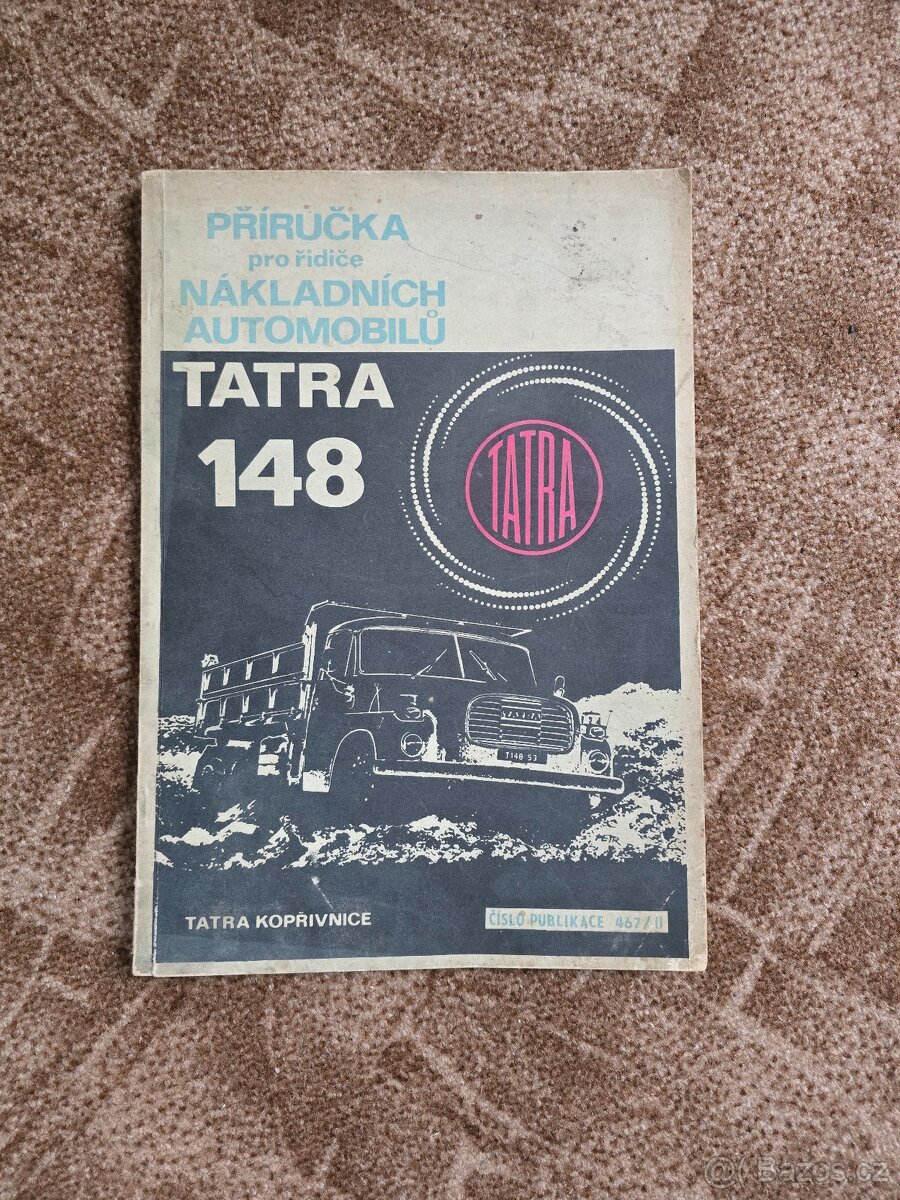 PŘÍRUČKA
pro řidiče
NÁKLADNÍCH
AUTOMOBILŮ
TATRA
148
TATRA
TATRA
T148 S3
TATRA KOPŘIVNICE
ČÍSLO PUBLIKACE 467/II
Bazos.cz